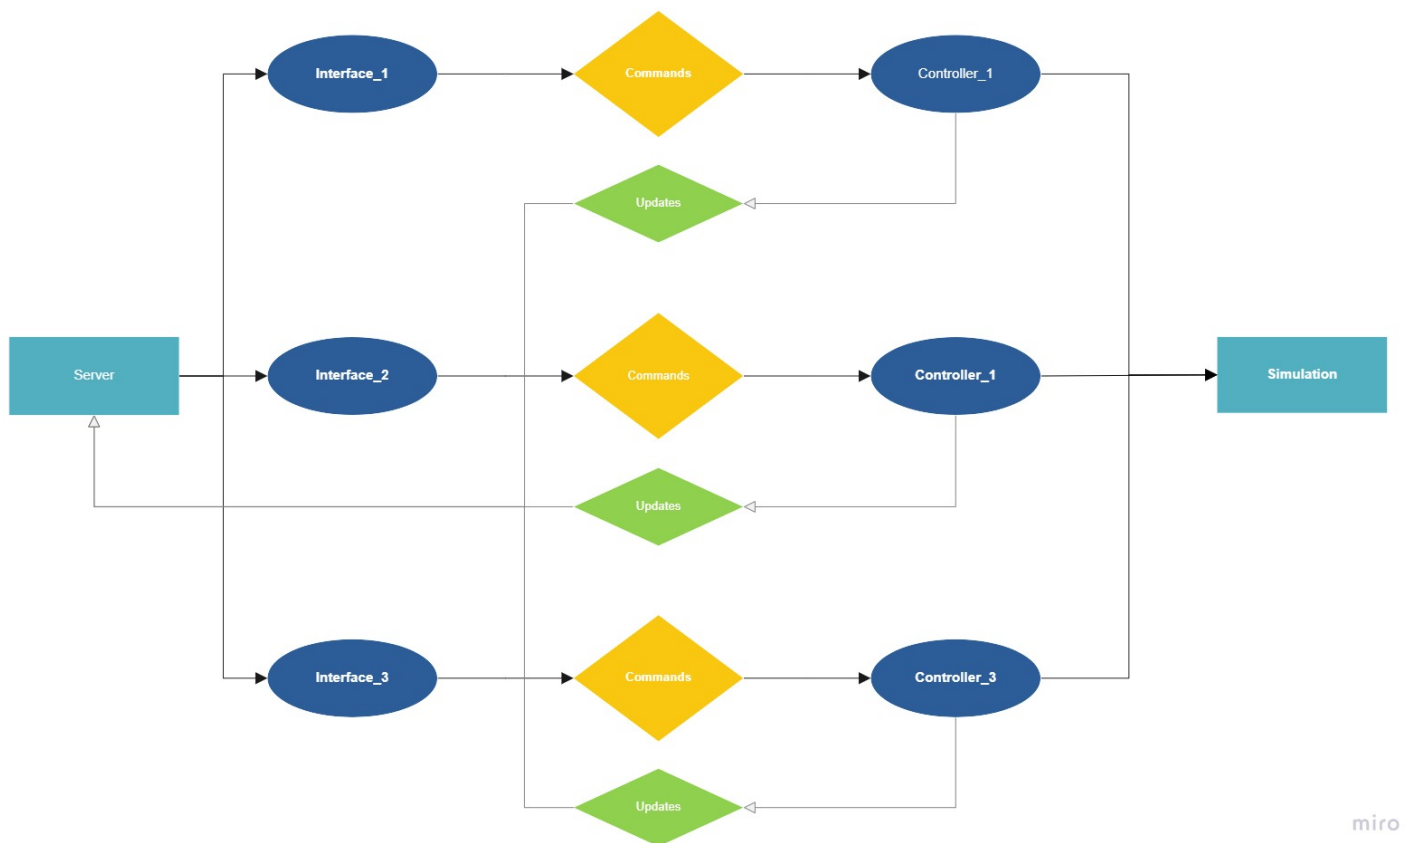 Interface_1
Commands
Controller_1
Updates
Server
Interface_2
Commands
Controller_1
Simulation
Updates
Interface_3
Commands
Controller_3
Updates
miro